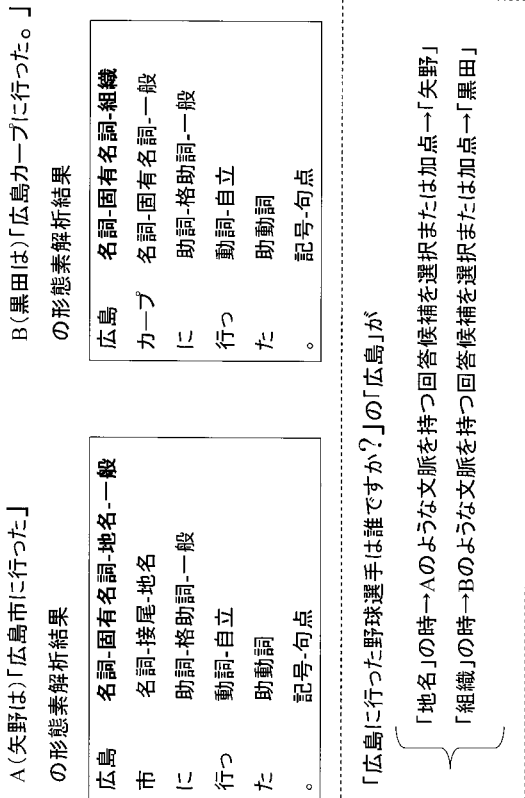 A(矢野は)「広島市に行った」
の形態素解析結果
広島 名詞-固有名詞-地名-一般
市 名詞-接尾-地名
に 助詞-格助詞-一般
行っ 動詞-自立
た 助動詞
。 記号-句点
B(黒田は)「広島カープに行った。」
の形態素解析結果
広島 名詞-固有名詞-組織
カープ 名詞-固有名詞-一般
に 助詞-格助詞-一般
行っ 動詞-自立
た 助動詞
。 記号-句点
「広島に行った野球選手は誰ですか?」の「広島」が
「地名」の時→Aのような文脈を持つ回答候補を選択または加点→「矢野」
「組織」の時→Bのような文脈を持つ回答候補を選択または加点→「黒田」